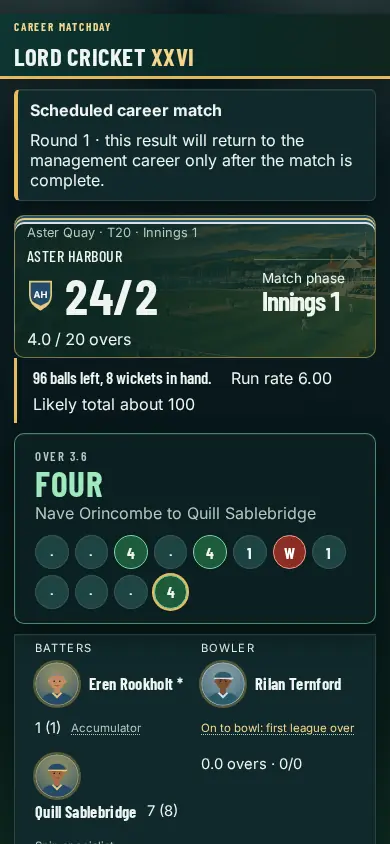 CAREER MATCHDAY
LORD CRICKET XXVI
Scheduled career match
Round 1 · this result will return to the
management career only after the match is
complete.
Aster Quay · T20 · Innings 1
ASTER HARBOUR
AH 24/2
Match phase
Innings 1
4.0 / 20 overs
96 balls left, 8 wickets in hand. Run rate 6.00
Likely total about 100
OVER 3.6
FOUR
Nave Orincombe to Quill Sablebridge
· · 4 · 4 1 W 1
· · · 4
BATTERS
Eren Rookholt *
1 (1) Accumulator
Quill Sablebridge 7 (8)
BOWLER
Rilan Ternford
On to bowl: first league over
0.0 overs · 0/0